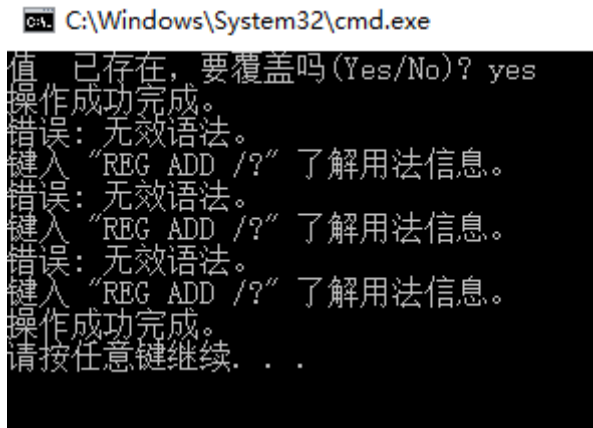 C:\Windows\System32\cmd.exe
值  已存在，要覆盖吗(Yes/No)? yes
操作成功完成。
错误: 无效语法。
键入 "REG ADD /?" 了解用法信息。
错误: 无效语法。
键入 "REG ADD /?" 了解用法信息。
错误: 无效语法。
键入 "REG ADD /?" 了解用法信息。
操作成功完成。
请按任意键继续. . .